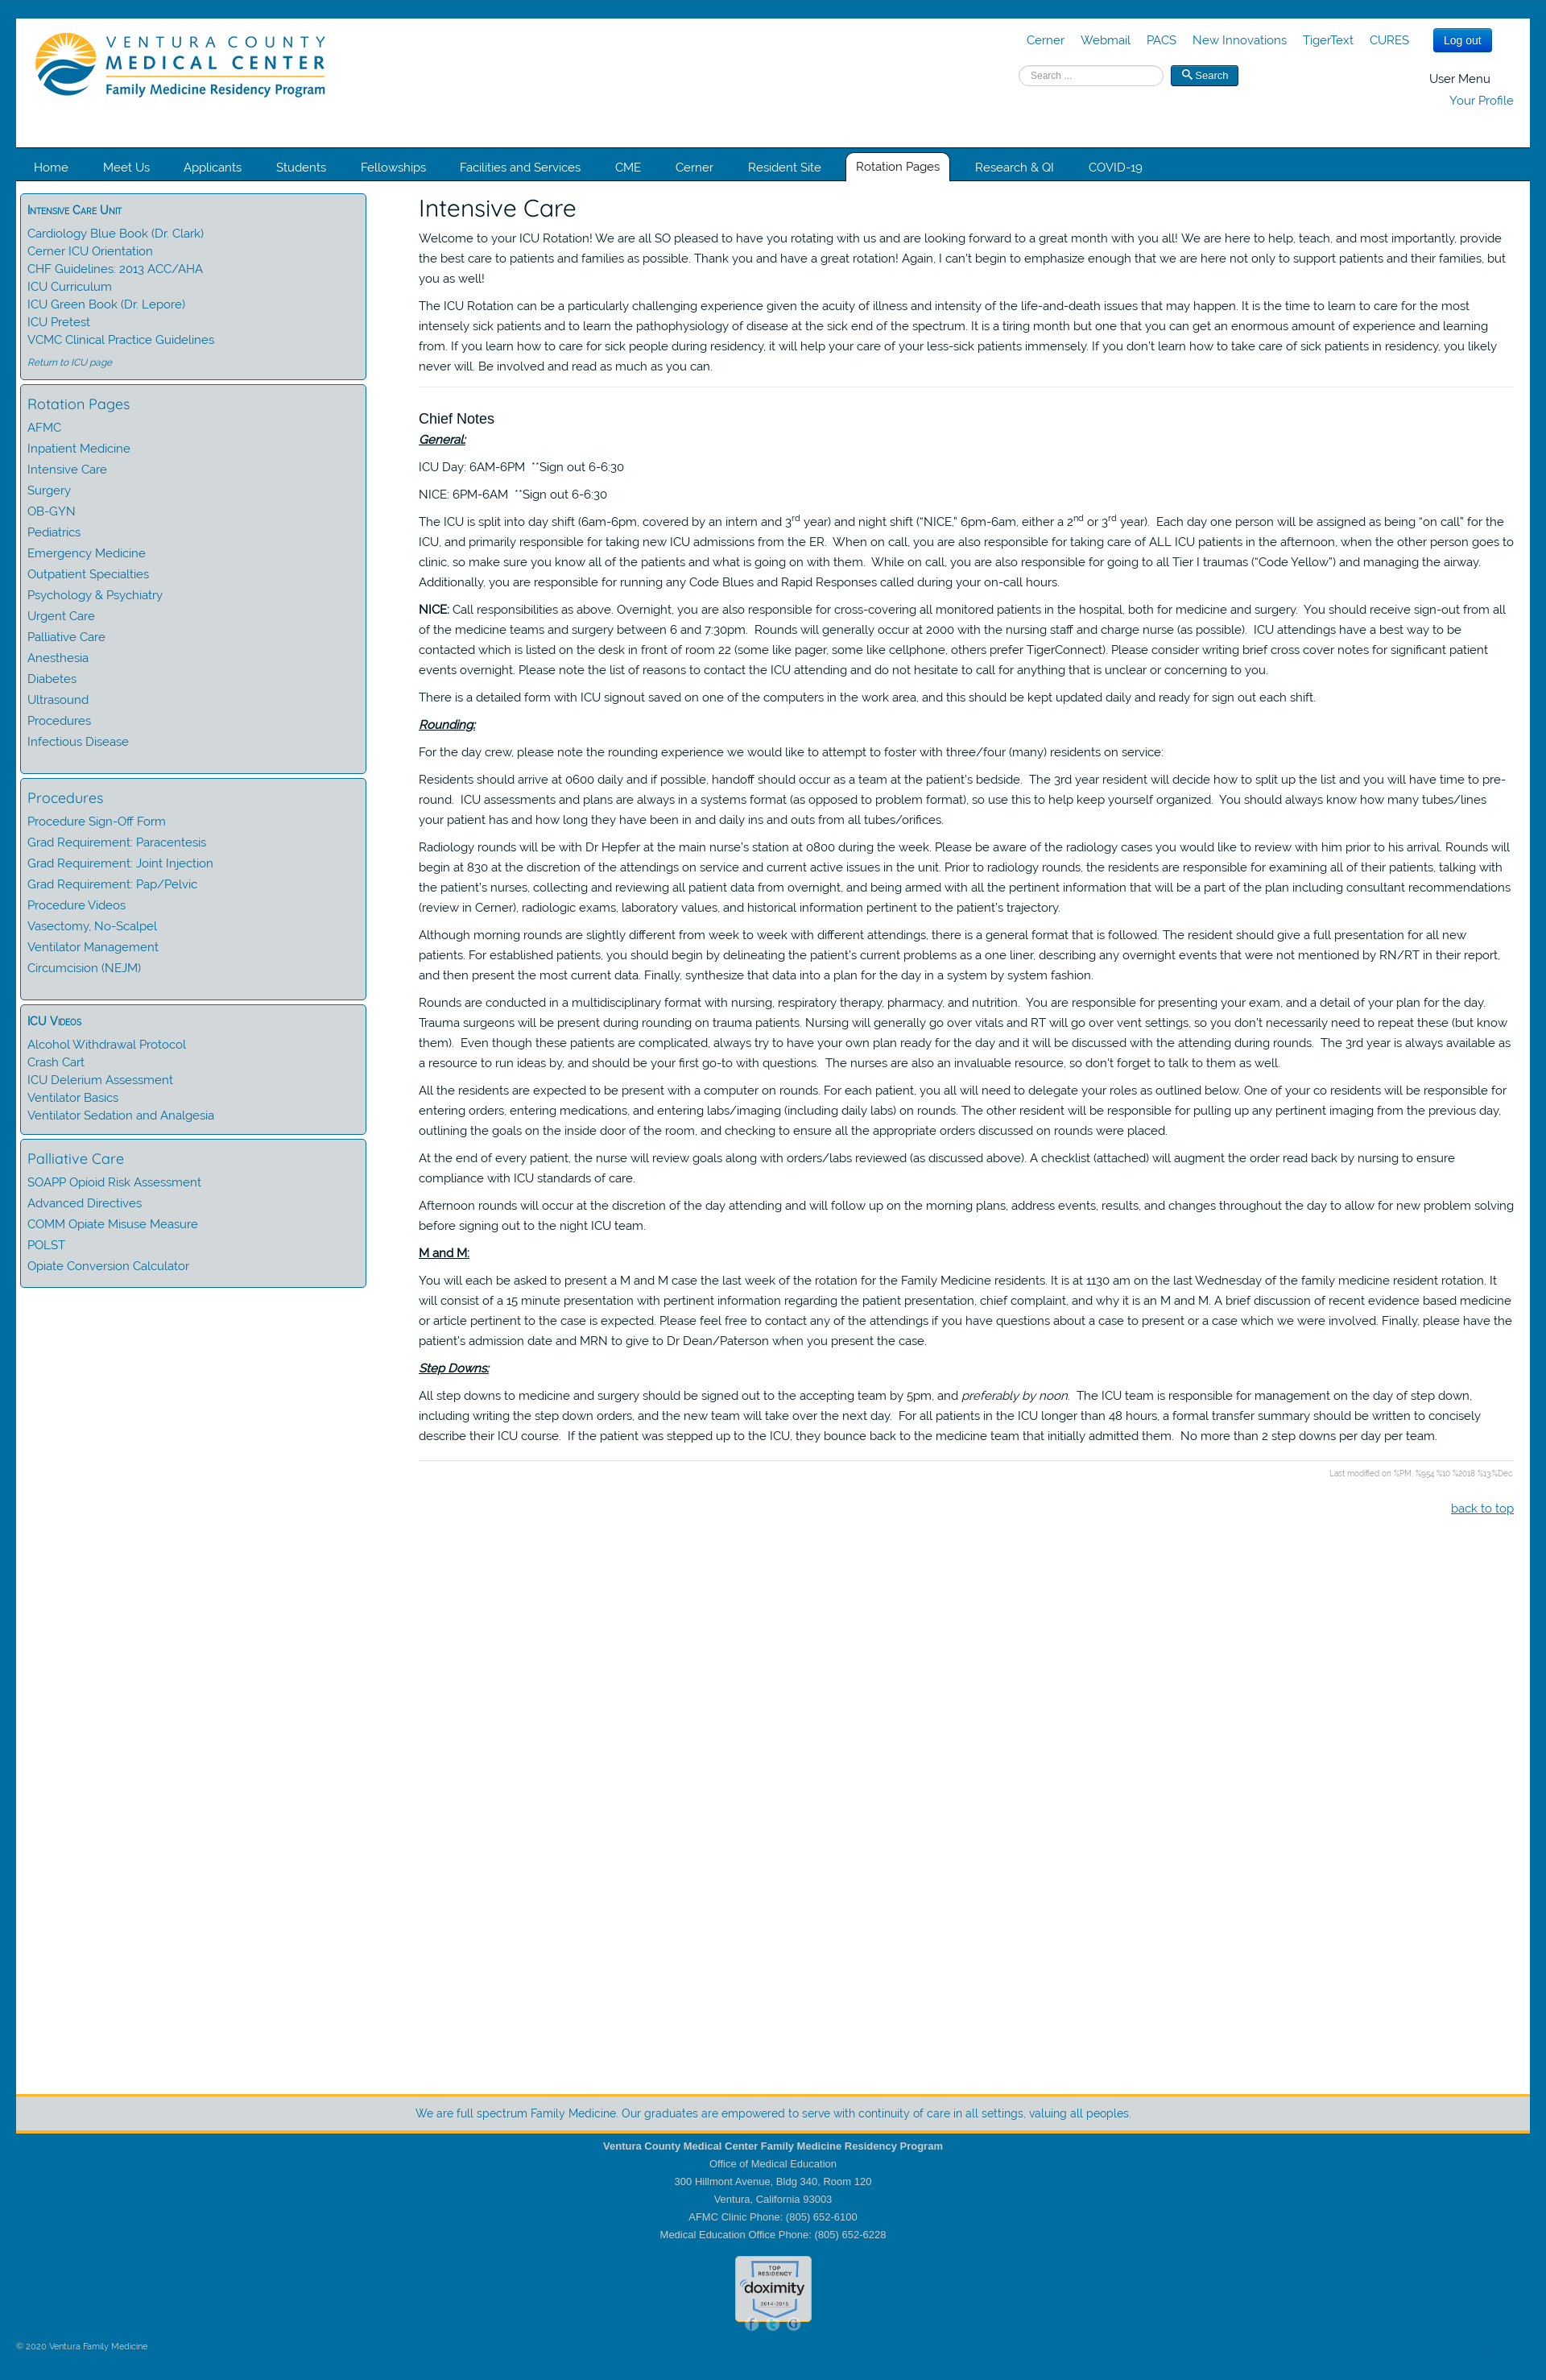 VENTURA COUNTY
MEDICAL CENTER
Family Medicine Residency Program
Cerner Webmail PACS New Innovations TigerText CURES Log out
Search ... Search
User Menu
Your Profile
Home Meet Us Applicants Students Fellowships Facilities and Services CME Cerner Resident Site Rotation Pages Research & QI COVID-19
Intensive Care Unit
Cardiology Blue Book (Dr. Clark)
Cerner ICU Orientation
CHF Guidelines: 2013 ACC/AHA
ICU Curriculum
ICU Green Book (Dr. Lepore)
ICU Pretest
VCMC Clinical Practice Guidelines
Return to ICU page
Rotation Pages
AFMC
Inpatient Medicine
Intensive Care
Surgery
OB-GYN
Pediatrics
Emergency Medicine
Outpatient Specialties
Psychology & Psychiatry
Urgent Care
Palliative Care
Anesthesia
Diabetes
Ultrasound
Procedures
Infectious Disease
Procedures
Procedure Sign-Off Form
Grad Requirement: Paracentesis
Grad Requirement: Joint Injection
Grad Requirement: Pap/Pelvic
Procedure Videos
Vasectomy, No-Scalpel
Ventilator Management
Circumcision (NEJM)
ICU Videos
Alcohol Withdrawal Protocol
Crash Cart
ICU Delerium Assessment
Ventilator Basics
Ventilator Sedation and Analgesia
Palliative Care
SOAPP Opioid Risk Assessment
Advanced Directives
COMM Opiate Misuse Measure
POLST
Opiate Conversion Calculator
Intensive Care
Welcome to your ICU Rotation! We are all SO pleased to have you rotating with us and are looking forward to a great month with you all! We are here to help, teach, and most importantly, provide
the best care to patients and families as possible. Thank you and have a great rotation! Again, I can't begin to emphasize enough that we are here not only to support patients and their families, but
you as well!
The ICU Rotation can be a particularly challenging experience given the acuity of illness and intensity of the life-and-death issues that may happen. It is the time to learn to care for the most
intensely sick patients and to learn the pathophysiology of disease at the sick end of the spectrum. It is a tiring month but one that you can get an enormous amount of experience and learning
from. If you learn how to care for sick people during residency, it will help your care of your less-sick patients immensely. If you don't learn how to take care of sick patients in residency, you likely
never will. Be involved and read as much as you can.
Chief Notes
General:
ICU Day: 6AM-6PM **Sign out 6-6:30
NICE: 6PM-6AM **Sign out 6-6:30
The ICU is split into day shift (6am-6pm, covered by an intern and 3rd year) and night shift (“NICE,” 6pm-6am, either a 2nd or 3rd year). Each day one person will be assigned as being “on call” for the
ICU, and primarily responsible for taking new ICU admissions from the ER. When on call, you are also responsible for taking care of ALL ICU patients in the afternoon, when the other person goes to
clinic, so make sure you know all of the patients and what is going on with them. While on call, you are also responsible for going to all Tier I traumas (“Code Yellow”) and managing the airway.
Additionally, you are responsible for running any Code Blues and Rapid Responses called during your on-call hours.
NICE: Call responsibilities as above. Overnight, you are also responsible for cross-covering all monitored patients in the hospital, both for medicine and surgery. You should receive sign-out from all
of the medicine teams and surgery between 6 and 7:30pm. Rounds will generally occur at 2000 with the nursing staff and charge nurse (as possible). ICU attendings have a best way to be
contacted which is listed on the desk in front of room 22 (some like pager, some like cellphone, others prefer TigerConnect). Please consider writing brief cross cover notes for significant patient
events overnight. Please note the list of reasons to contact the ICU attending and do not hesitate to call for anything that is unclear or concerning to you.
There is a detailed form with ICU signout saved on one of the computers in the work area, and this should be kept updated daily and ready for sign out each shift.
Rounding:
For the day crew, please note the rounding experience we would like to attempt to foster with three/four (many) residents on service:
Residents should arrive at 0600 daily and if possible, handoff should occur as a team at the patient's bedside. The 3rd year resident will decide how to split up the list and you will have time to pre-
round. ICU assessments and plans are always in a systems format (as opposed to problem format), so use this to help keep yourself organized. You should always know how many tubes/lines
your patient has and how long they have been in and daily ins and outs from all tubes/orifices.
Radiology rounds will be with Dr Hepfer at the main nurse's station at 0800 during the week. Please be aware of the radiology cases you would like to review with him prior to his arrival. Rounds will
begin at 830 at the discretion of the attendings on service and current active issues in the unit. Prior to radiology rounds, the residents are responsible for examining all of their patients, talking with
the patient's nurses, collecting and reviewing all patient data from overnight, and being armed with all the pertinent information that will be a part of the plan including consultant recommendations
(review in Cerner), radiologic exams, laboratory values, and historical information pertinent to the patient's trajectory.
Although morning rounds are slightly different from week to week with different attendings, there is a general format that is followed. The resident should give a full presentation for all new
patients. For established patients, you should begin by delineating the patient's current problems as a one liner, describing any overnight events that were not mentioned by RN/RT in their report,
and then present the most current data. Finally, synthesize that data into a plan for the day in a system by system fashion.
Rounds are conducted in a multidisciplinary format with nursing, respiratory therapy, pharmacy, and nutrition. You are responsible for presenting your exam, and a detail of your plan for the day.
Trauma surgeons will be present during rounding on trauma patients. Nursing will generally go over vitals and RT will go over vent settings, so you don't necessarily need to repeat these (but know
them). Even though these patients are complicated, always try to have your own plan ready for the day and it will be discussed with the attending during rounds. The 3rd year is always available as
a resource to run ideas by, and should be your first go-to with questions. The nurses are also an invaluable resource, so don't forget to talk to them as well.
All the residents are expected to be present with a computer on rounds. For each patient, you all will need to delegate your roles as outlined below. One of your co residents will be responsible for
entering orders, entering medications, and entering labs/imaging (including daily labs) on rounds. The other resident will be responsible for pulling up any pertinent imaging from the previous day,
outlining the goals on the inside door of the room, and checking to ensure all the appropriate orders discussed on rounds were placed.
At the end of every patient, the nurse will review goals along with orders/labs reviewed (as discussed above). A checklist (attached) will augment the order read back by nursing to ensure
compliance with ICU standards of care.
Afternoon rounds will occur at the discretion of the day attending and will follow up on the morning plans, address events, results, and changes throughout the day to allow for new problem solving
before signing out to the night ICU team.
M and M:
You will each be asked to present a M and M case the last week of the rotation for the Family Medicine residents. It is at 1130 am on the last Wednesday of the family medicine resident rotation. It
will consist of a 15 minute presentation with pertinent information regarding the patient presentation, chief complaint, and why it is an M and M. A brief discussion of recent evidence based medicine
or article pertinent to the case is expected. Please feel free to contact any of the attendings if you have questions about a case to present or a case which we were involved. Finally, please have the
patient's admission date and MRN to give to Dr Dean/Paterson when you present the case.
Step Downs:
All step downs to medicine and surgery should be signed out to the accepting team by 5pm, and preferably by noon. The ICU team is responsible for management on the day of step down,
including writing the step down orders, and the new team will take over the next day. For all patients in the ICU longer than 48 hours, a formal transfer summary should be written to concisely
describe their ICU course. If the patient was stepped up to the ICU, they bounce back to the medicine team that initially admitted them. No more than 2 step downs per day per team.
Last modified on %PM, %954 %10 %2018 %13:%Dec
back to top
We are full spectrum Family Medicine. Our graduates are empowered to serve with continuity of care in all settings, valuing all peoples.
Ventura County Medical Center Family Medicine Residency Program
Office of Medical Education
300 Hillmont Avenue, Bldg 340, Room 120
Ventura, California 93003
AFMC Clinic Phone: (805) 652-6100
Medical Education Office Phone: (805) 652-6228
TOP
RESIDENCY
doximity
2014-2015
© 2020 Ventura Family Medicine